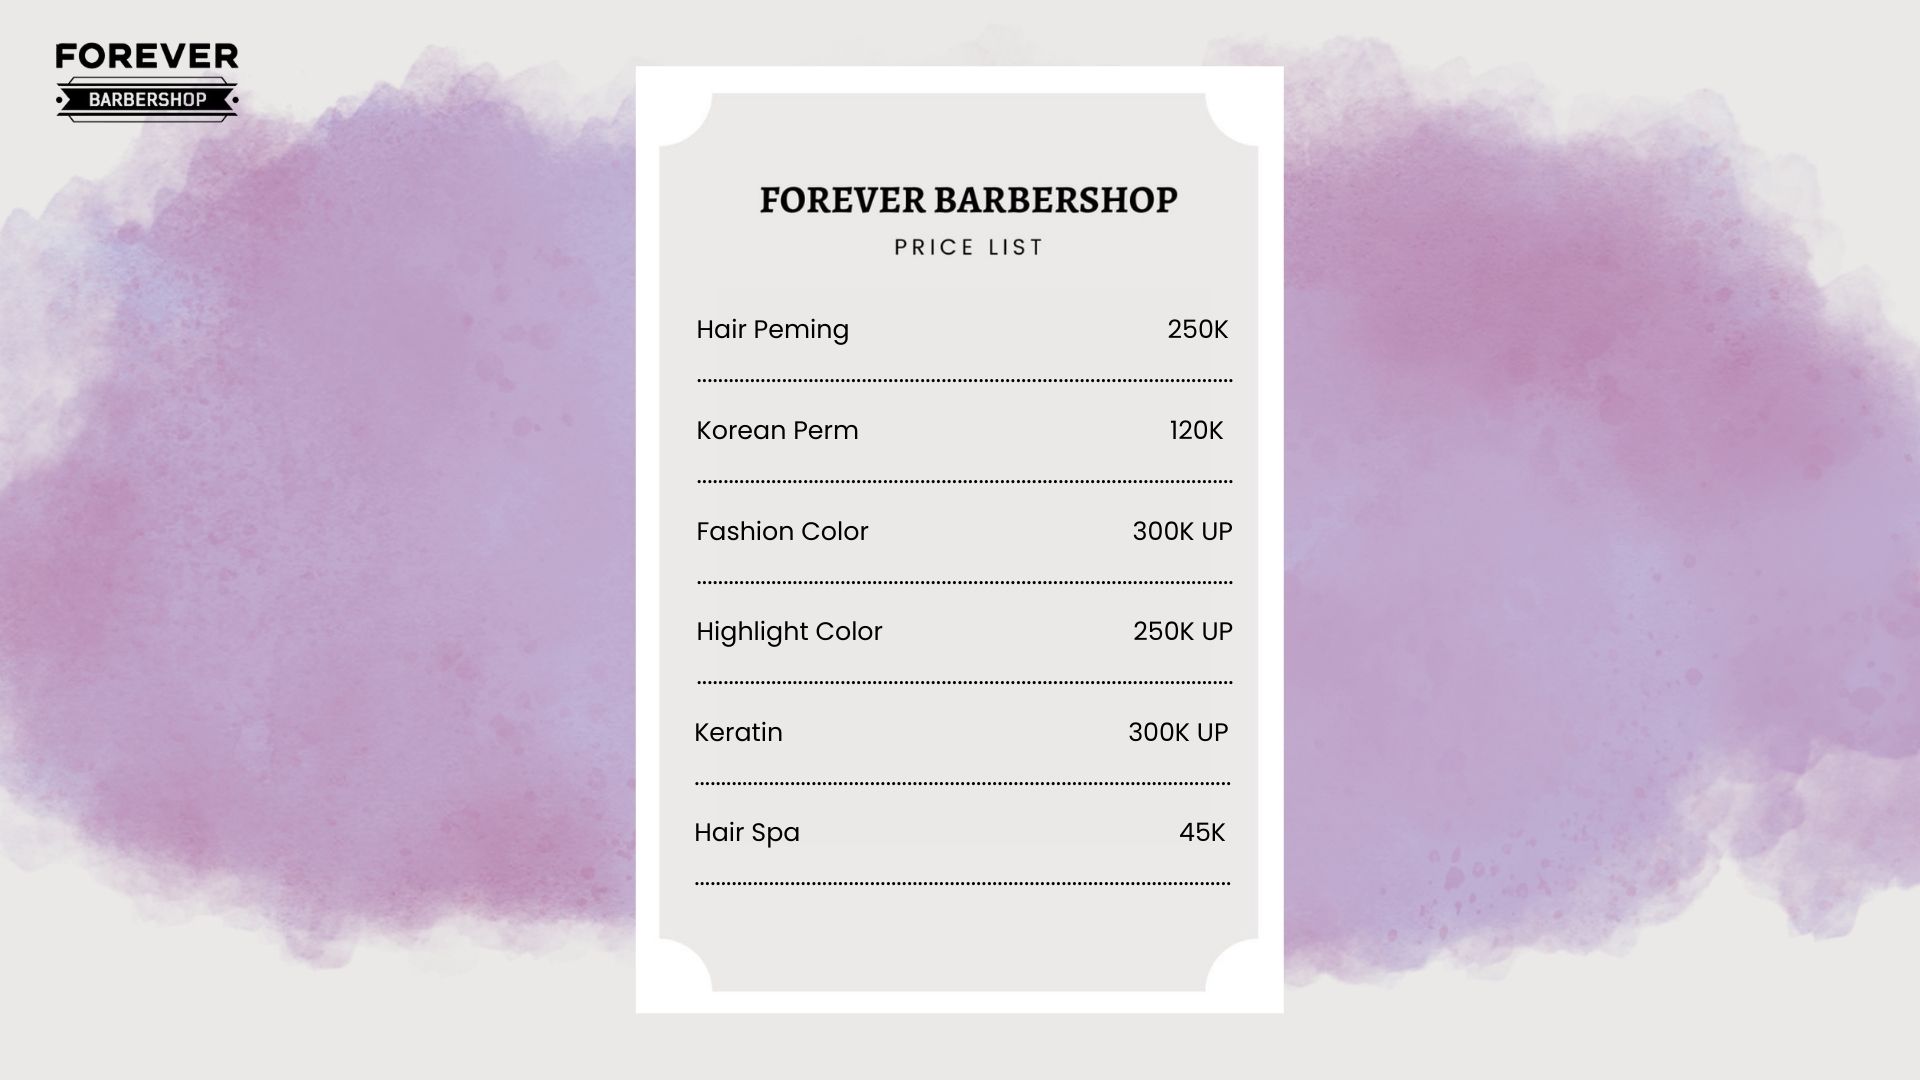 FOREVER
BARBERSHOP
FOREVER BARBERSHOP
PRICE LIST
Hair Peming 250K
Korean Perm 120K
Fashion Color 300K UP
Highlight Color 250K UP
Keratin 300K UP
Hair Spa 45K